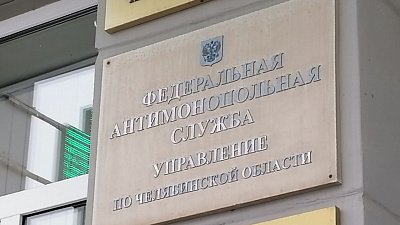 ФЕДЕРАЛЬНАЯ
АНТИМОНОПОЛЬНАЯ
СЛУЖБА
УПРАВЛЕНИЕ
ПО ЧЕЛЯБИНСКОЙ ОБЛАСТИ